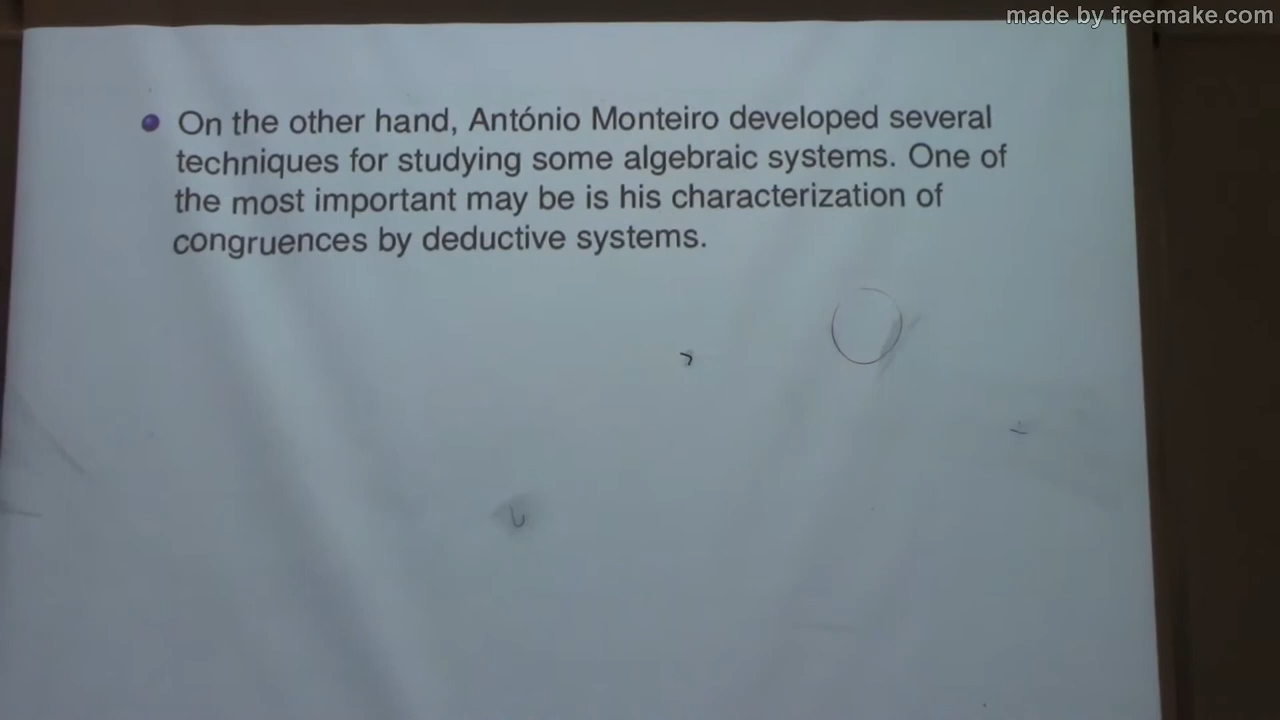 made by freemake.com
On the other hand, António Monteiro developed several
techniques for studying some algebraic systems. One of
the most important may be is his characterization of
congruences by deductive systems.